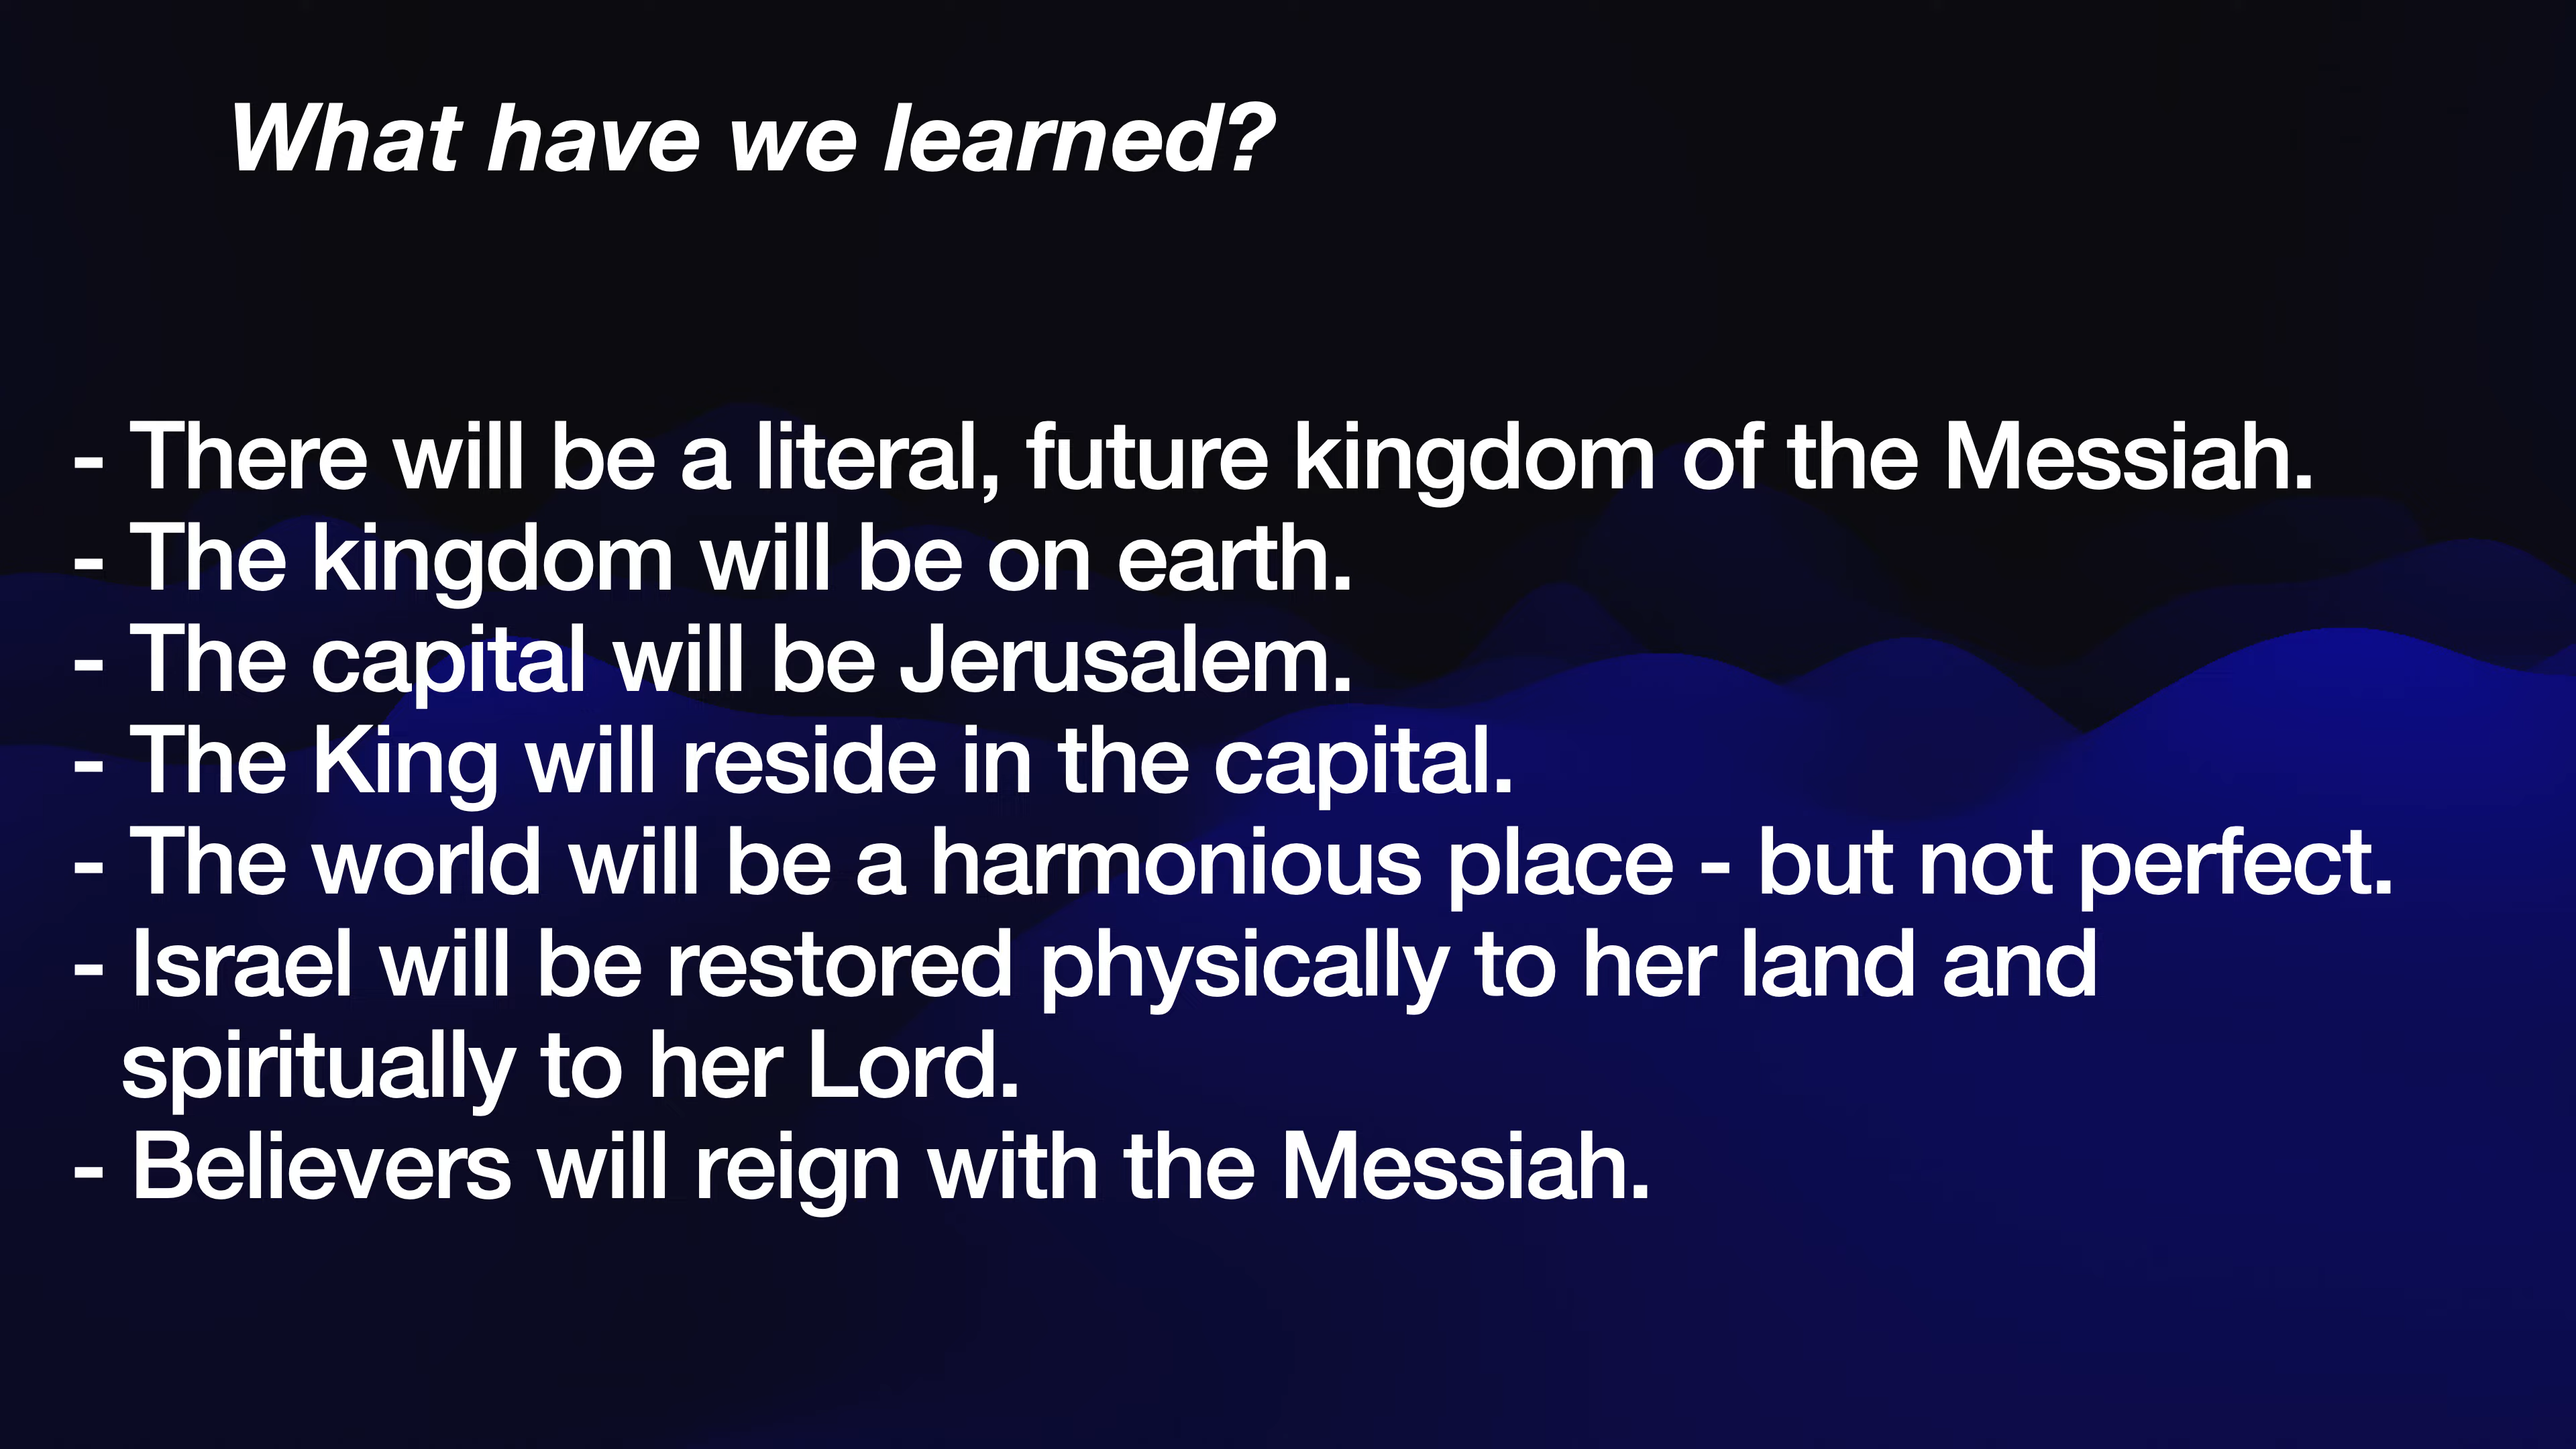 What have we learned?
- There will be a literal, future kingdom of the Messiah.
- The kingdom will be on earth.
- The capital will be Jerusalem.
- The King will reside in the capital.
- The world will be a harmonious place - but not perfect.
- Israel will be restored physically to her land and
spiritually to her Lord.
- Believers will reign with the Messiah.